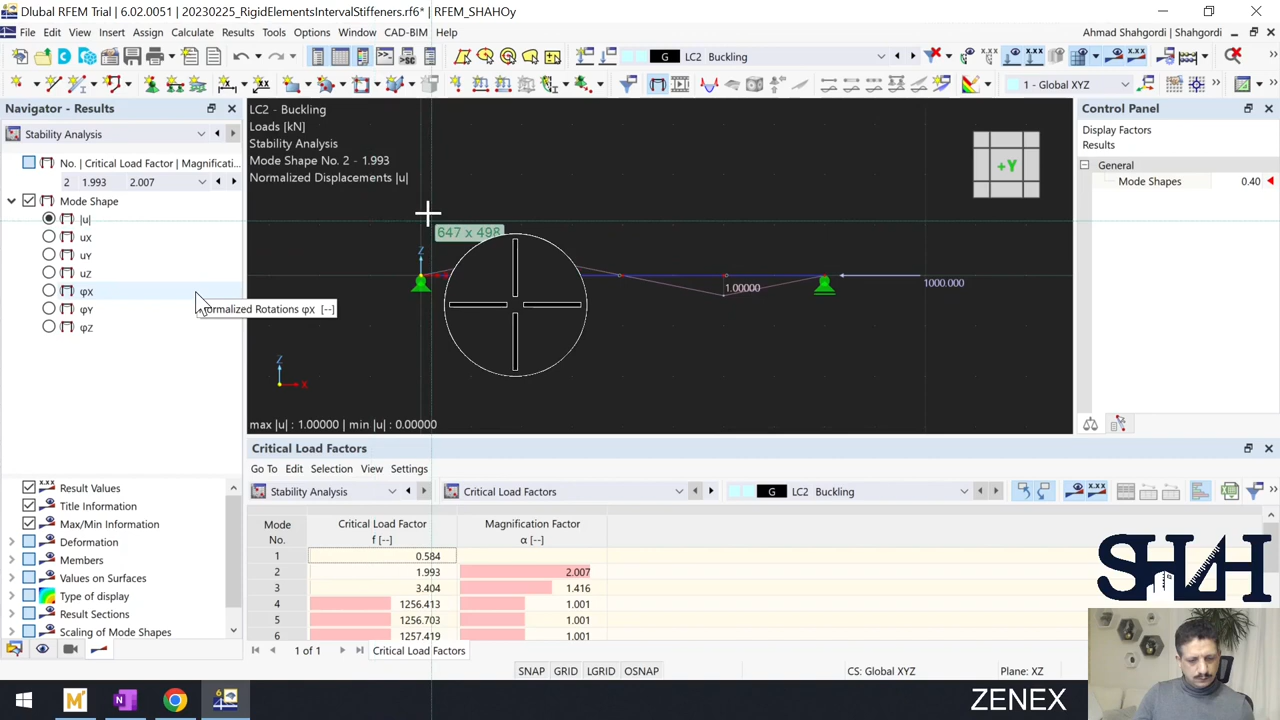 Dlubal RFEM Trial | 6.02.0051 | 20230225_RigidElementsIntervalStiffeners.rf6* | RFEM_SHAHOy
File Edit View Insert Assign Calculate Results Tools Options Window CAD-BIM Help
Ahmad Shahgordi | Shahgordi
G LC2 Buckling
1 - Global XYZ
Navigator - Results
Stability Analysis
No. | Critical Load Factor | Magnificati...
2 1.993 2.007
Mode Shape
|u|
uX
uY
uZ
φX
φY
φZ
Normalized Rotations φX [--]
Result Values
Title Information
Max/Min Information
Deformation
Members
Values on Surfaces
Type of display
Result Sections
Scaling of Mode Shapes
LC2 - Buckling
Loads [kN]
Stability Analysis
Mode Shape No. 2 - 1.993
Normalized Displacements |u|
647 x 498
Z
1.00000
1000.000
Z
X
max |u| : 1.00000 | min |u| : 0.00000
+Y
Control Panel
Display Factors
Results
General
Mode Shapes 0.40
Critical Load Factors
Go To Edit Selection View Settings
Stability Analysis
Critical Load Factors
G LC2 Buckling
Mode No. Critical Load Factor f [--] Magnification Factor α [--]
1 0.584
2 1.993 2.007
3 3.404 1.416
4 1256.413 1.001
5 1256.703 1.001
6 1257.419 1.001
1 of 1 Critical Load Factors
SNAP GRID LGRID OSNAP CS: Global XYZ Plane: XZ
SHZH
ZENEX